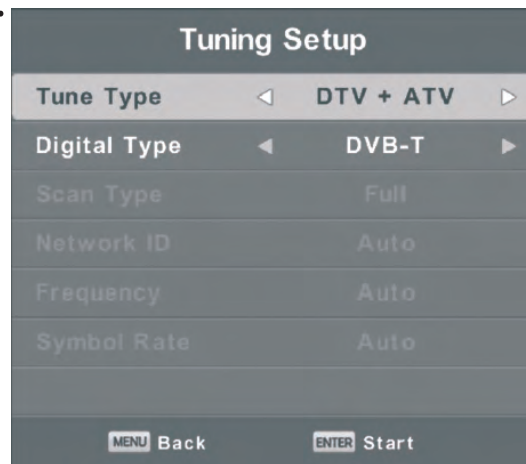 Tuning Setup
Tune Type DTV + ATV
Digital Type DVB-T
Scan Type Full
Network ID Auto
Frequency Auto
Symbol Rate Auto
MENU Back ENTER Start